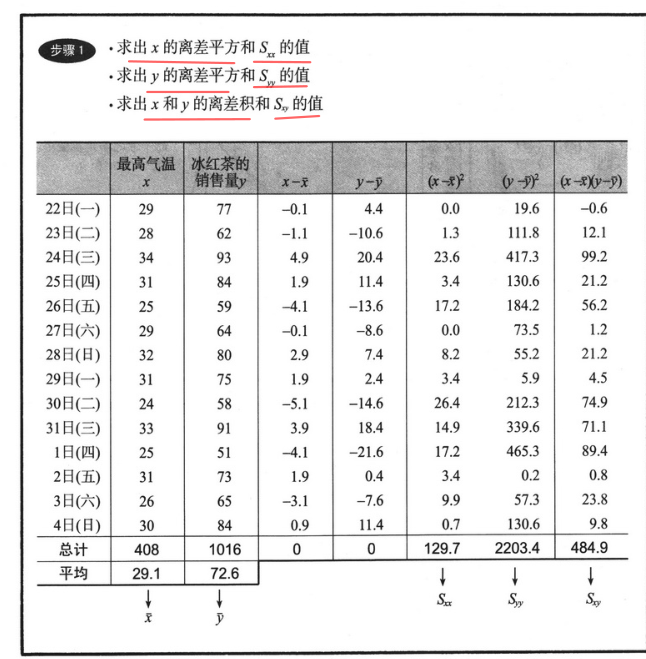 步骤1 ·求出 x 的离差平方和 Sxx 的值
·求出 y 的离差平方和 Syy 的值
·求出 x 和 y 的离差积和 Sxy 的值
最高气温 x 冰红茶的销售量y x−x̄ y−ȳ (x−x̄)² (y−ȳ)² (x−x̄)(y−ȳ)
22日(一) 29 77 −0.1 4.4 0.0 19.6 −0.6
23日(二) 28 62 −1.1 −10.6 1.3 111.8 12.1
24日(三) 34 93 4.9 20.4 23.6 417.3 99.2
25日(四) 31 84 1.9 11.4 3.4 130.6 21.2
26日(五) 25 59 −4.1 −13.6 17.2 184.2 56.2
27日(六) 29 64 −0.1 −8.6 0.0 73.5 1.2
28日(日) 32 80 2.9 7.4 8.2 55.2 21.2
29日(一) 31 75 1.9 2.4 3.4 5.9 4.5
30日(二) 24 58 −5.1 −14.6 26.4 212.3 74.9
31日(三) 33 91 3.9 18.4 14.9 339.6 71.1
1日(四) 25 51 −4.1 −21.6 17.2 465.3 89.4
2日(五) 31 73 1.9 0.4 3.4 0.2 0.8
3日(六) 26 65 −3.1 −7.6 9.9 57.3 23.8
4日(日) 30 84 0.9 11.4 0.7 130.6 9.8
总计 408 1016 0 0 129.7 2203.4 484.9
平均 29.1 72.6
↓ ↓ ↓ ↓ ↓
x̄ ȳ Sxx Syy Sxy